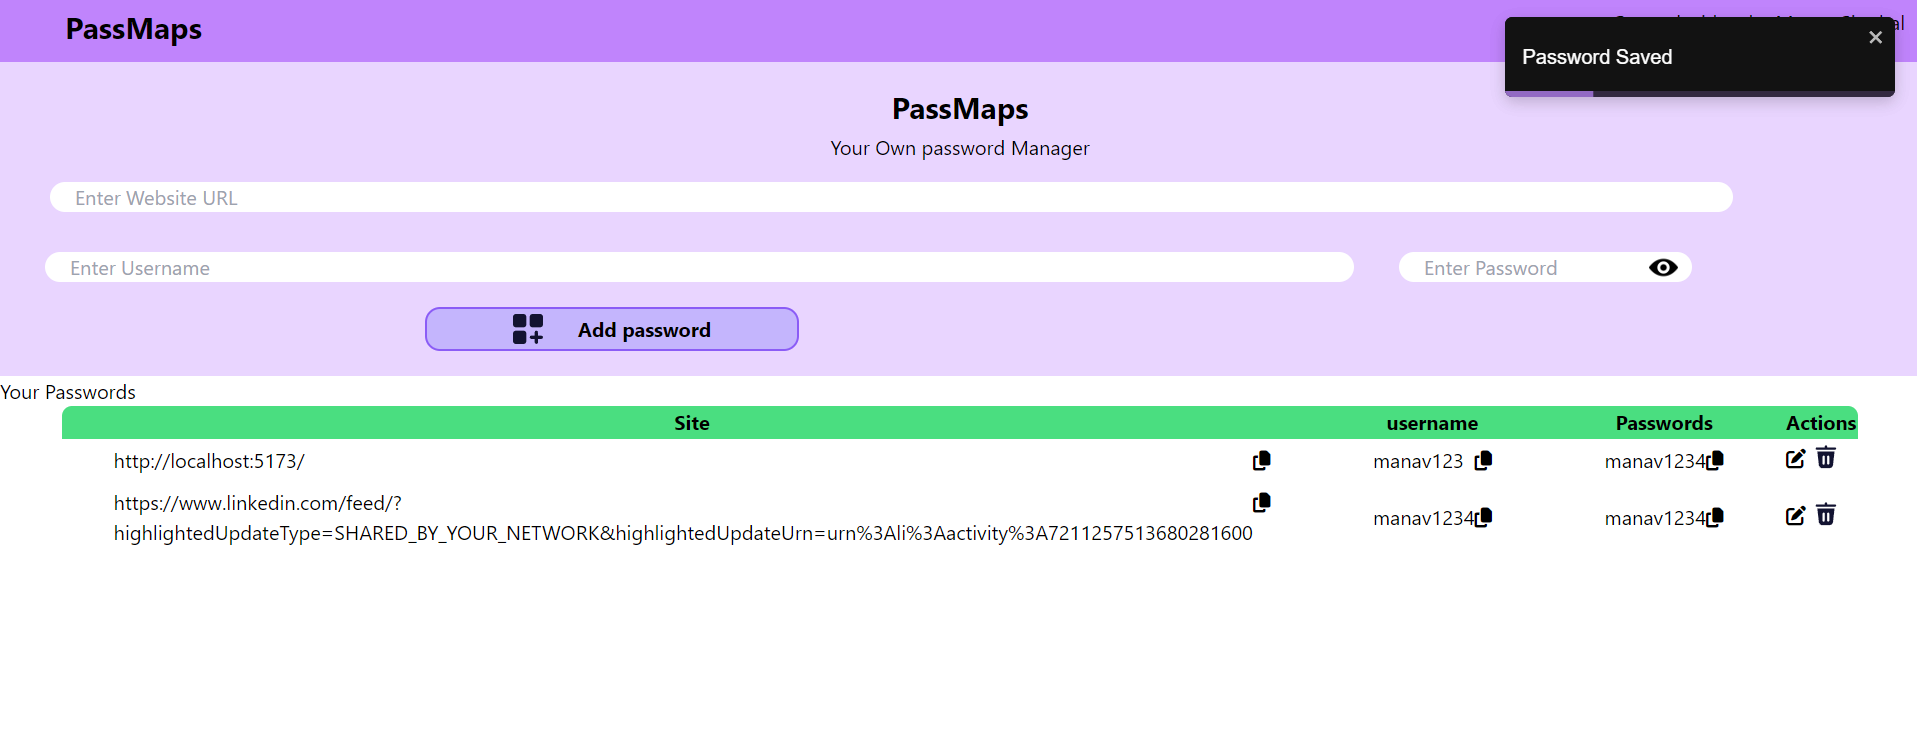 PassMaps
Password Saved
PassMaps
Your Own password Manager
Enter Website URL
Enter Username
Enter Password
Add password
Your Passwords
Site username Passwords Actions
http://localhost:5173/ manav123 manav1234
https://www.linkedin.com/feed/?
highlightedUpdateType=SHARED_BY_YOUR_NETWORK&highlightedUpdateUrn=urn%3Ali%3Aactivity%3A7211257513680281600 manav1234 manav1234